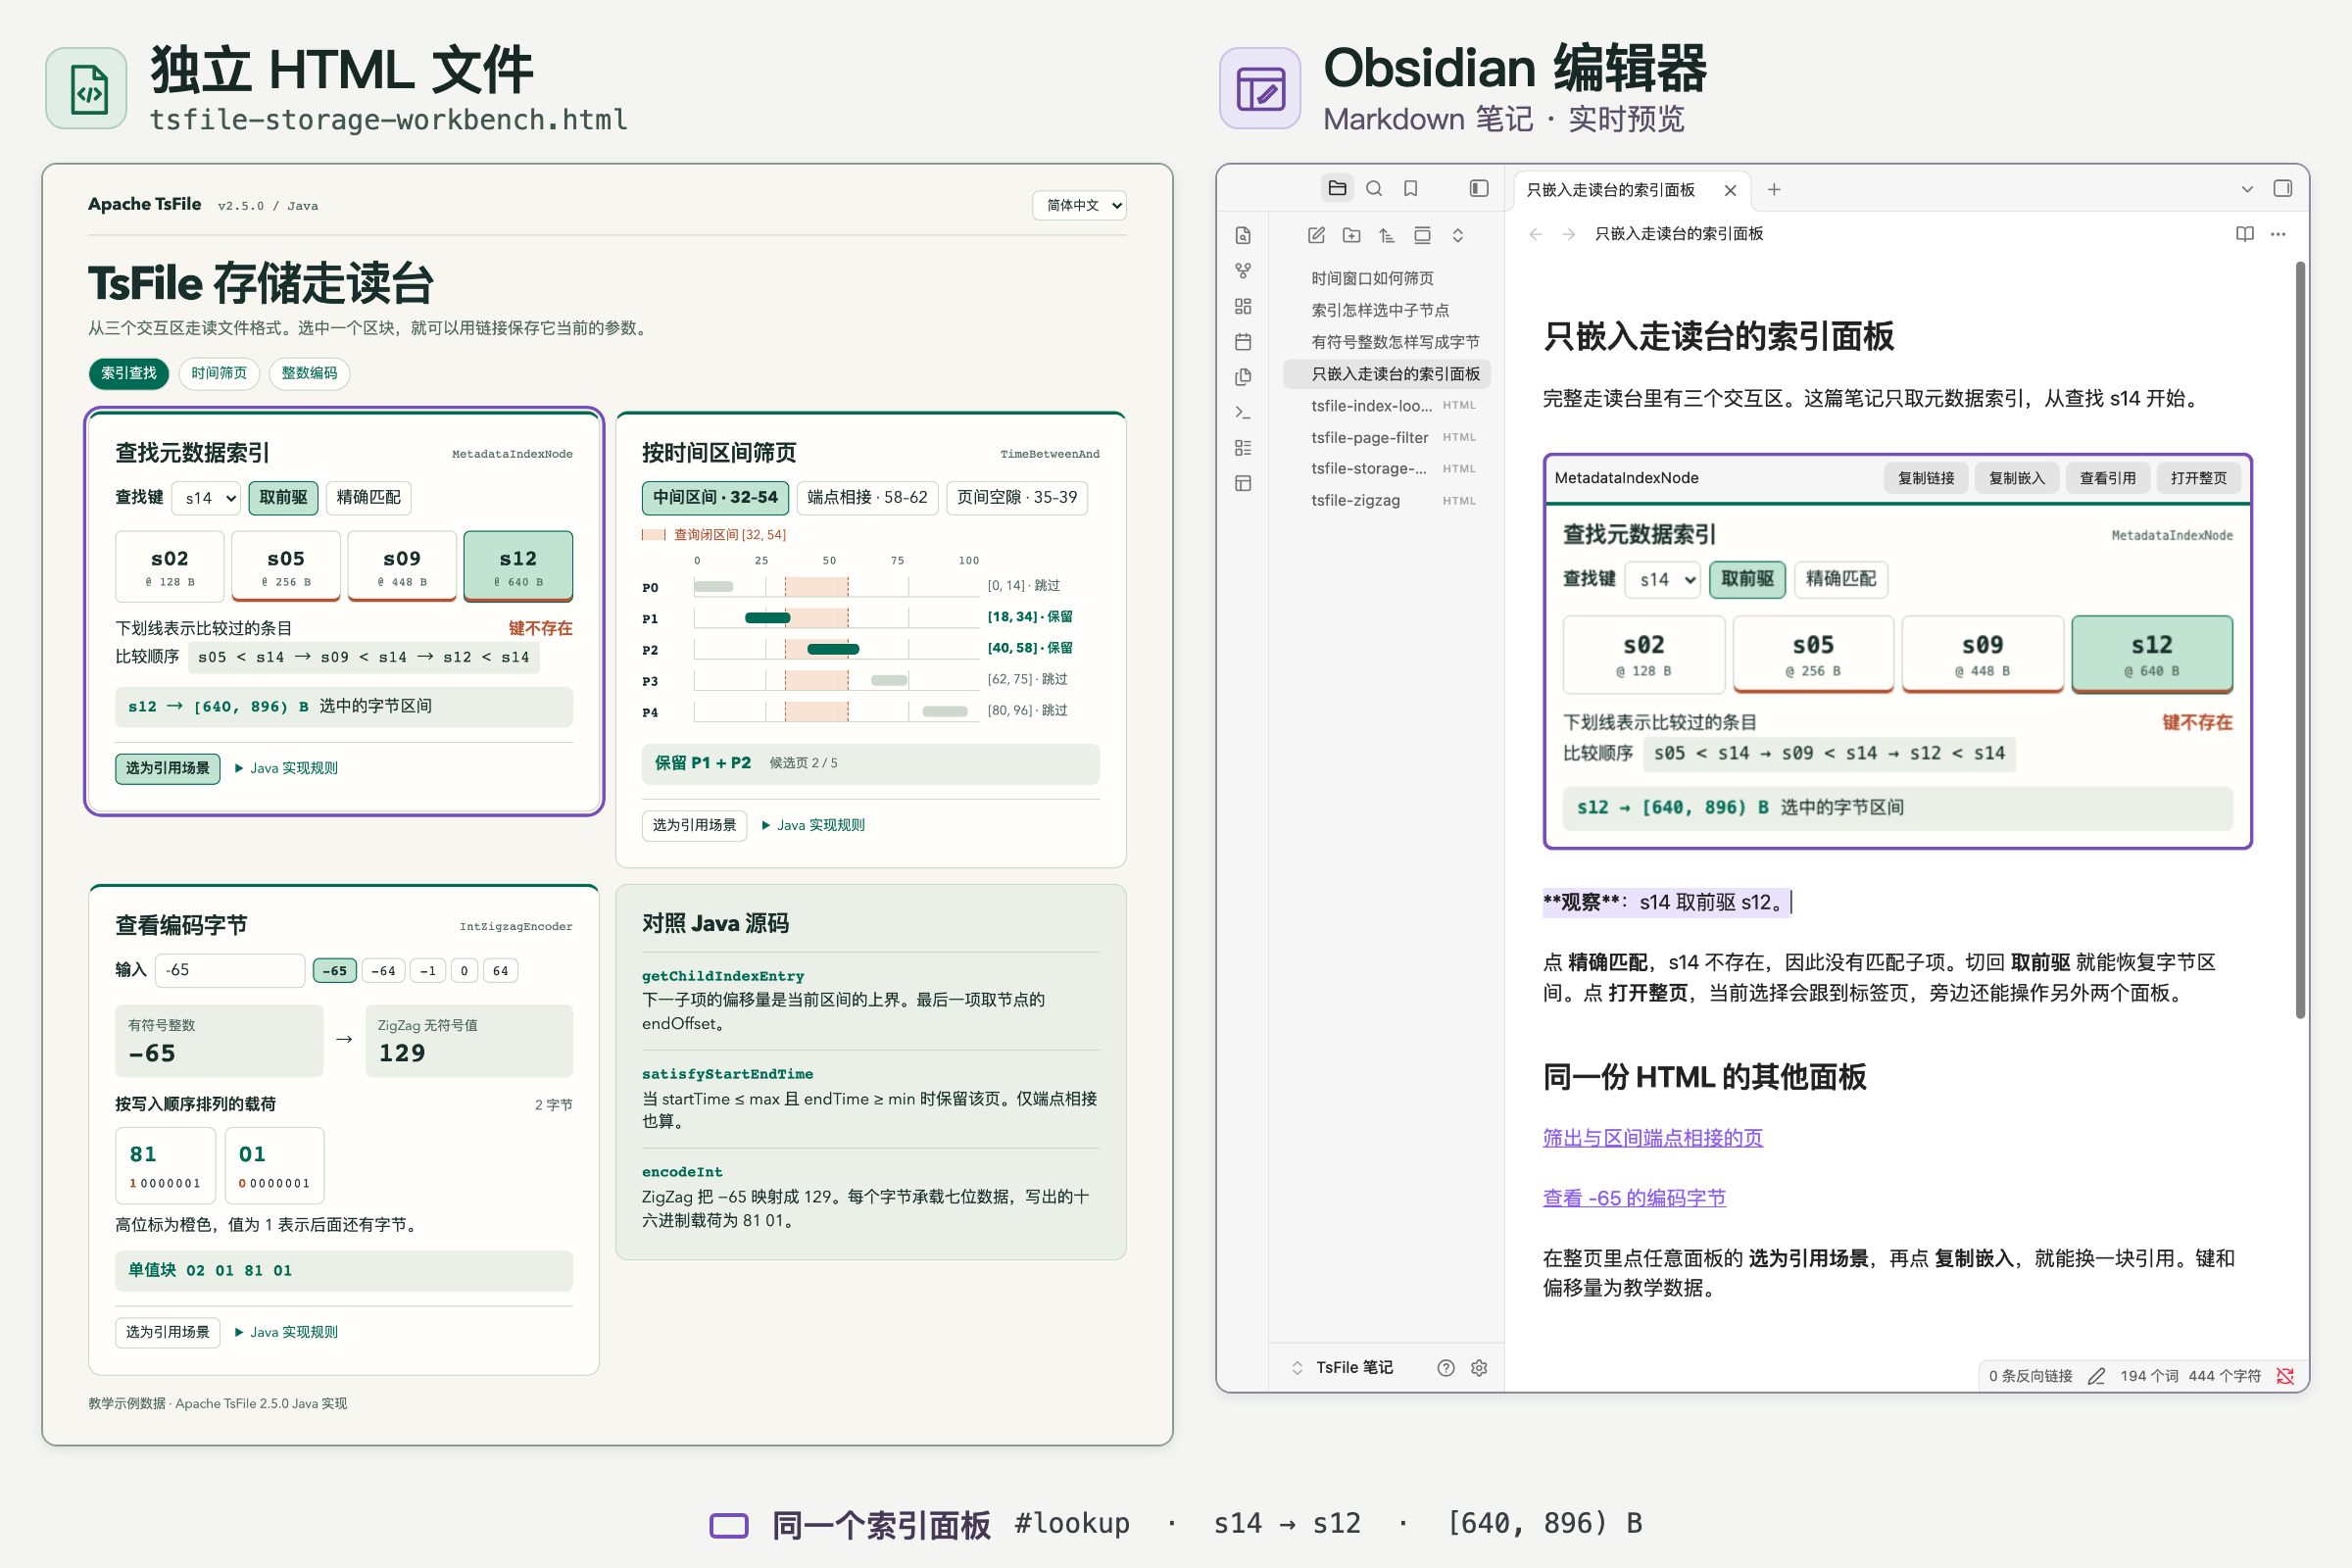 独立 HTML 文件
tsfile-storage-workbench.html
Apache TsFile v2.5.0 / Java
简体中文
TsFile 存储走读台
从三个交互区走读文件格式。选中一个区块，就可以用链接保存它当前的参数。
索引查找 时间筛页 整数编码
查找元数据索引 MetadataIndexNode
查找键 s14 取前驱 精确匹配
s02 s05 s09 s12
@ 128 B @ 256 B @ 448 B @ 640 B
下划线表示比较过的条目 键不存在
比较顺序 s05 < s14 → s09 < s14 → s12 < s14
s12 → [640, 896) B 选中的字节区间
选为引用场景 ▶ Java 实现规则
按时间区间筛页 TimeBetweenAnd
中间区间 · 32-54 端点相接 · 58-62 页间空隙 · 35-39
查询闭区间 [32, 54]
0 25 50 75 100
P0 [0, 14] · 跳过
P1 [18, 34] · 保留
P2 [40, 58] · 保留
P3 [62, 75] · 跳过
P4 [80, 96] · 跳过
保留 P1 + P2 候选页 2 / 5
选为引用场景 ▶ Java 实现规则
查看编码字节 IntZigzagEncoder
输入 -65 -65 -64 -1 0 64
有符号整数 ZigZag 无符号值
-65 → 129
按写入顺序排列的载荷 2 字节
81 01
10000001 00000001
高位标为橙色，值为 1 表示后面还有字节。
单值块 02 01 81 01
选为引用场景 ▶ Java 实现规则
对照 Java 源码
getChildIndexEntry
下一子项的偏移量是当前区间的上界。最后一项取节点的
endOffset。
satisfyStartEndTime
当 startTime ≤ max 且 endTime ≥ min 时保留该页。仅端点相接
也算。
encodeInt
ZigZag 把 −65 映射成 129。每个字节承载七位数据，写出的十
六进制载荷为 81 01。
教学示例数据 · Apache TsFile 2.5.0 Java 实现
Obsidian 编辑器
Markdown 笔记 · 实时预览
只嵌入走读台的索引面板
只嵌入走读台的索引面板
时间窗口如何筛页
索引怎样选中子节点
有符号整数怎样写成字节
只嵌入走读台的索引面板
tsfile-index-loo... HTML
tsfile-page-filter HTML
tsfile-storage-... HTML
tsfile-zigzag HTML
TsFile 笔记
只嵌入走读台的索引面板
完整走读台里有三个交互区。这篇笔记只取元数据索引，从查找 s14 开始。
MetadataIndexNode 复制链接 复制嵌入 查看引用 打开整页
查找元数据索引 MetadataIndexNode
查找键 s14 取前驱 精确匹配
s02 s05 s09 s12
@ 128 B @ 256 B @ 448 B @ 640 B
下划线表示比较过的条目 键不存在
比较顺序 s05 < s14 → s09 < s14 → s12 < s14
s12 → [640, 896) B 选中的字节区间
**观察**：s14 取前驱 s12。
点 精确匹配，s14 不存在，因此没有匹配子项。切回 取前驱 就能恢复字节区
间。点 打开整页，当前选择会跟到标签页，旁边还能操作另外两个面板。
同一份 HTML 的其他面板
筛出与区间端点相接的页
查看 -65 的编码字节
在整页里点任意面板的 选为引用场景，再点 复制嵌入，就能换一块引用。键和
偏移量为教学数据。
0 条反向链接 194 个词 444 个字符
同一个索引面板 #lookup · s14 → s12 · [640, 896) B